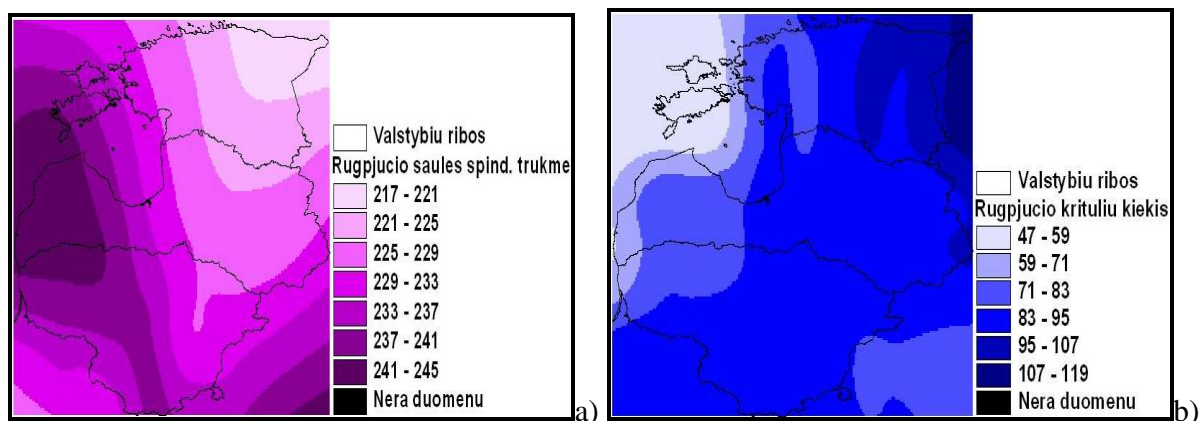 Valstybiu ribos
Rugpjucio saules spind. trukme
217 - 221
221 - 225
225 - 229
229 - 233
233 - 237
237 - 241
241 - 245
Nera duomenu
a)
Valstybiu ribos
Rugpjucio krituliu kiekis
47 - 59
59 - 71
71 - 83
83 - 95
95 - 107
107 - 119
Nera duomenu
b)